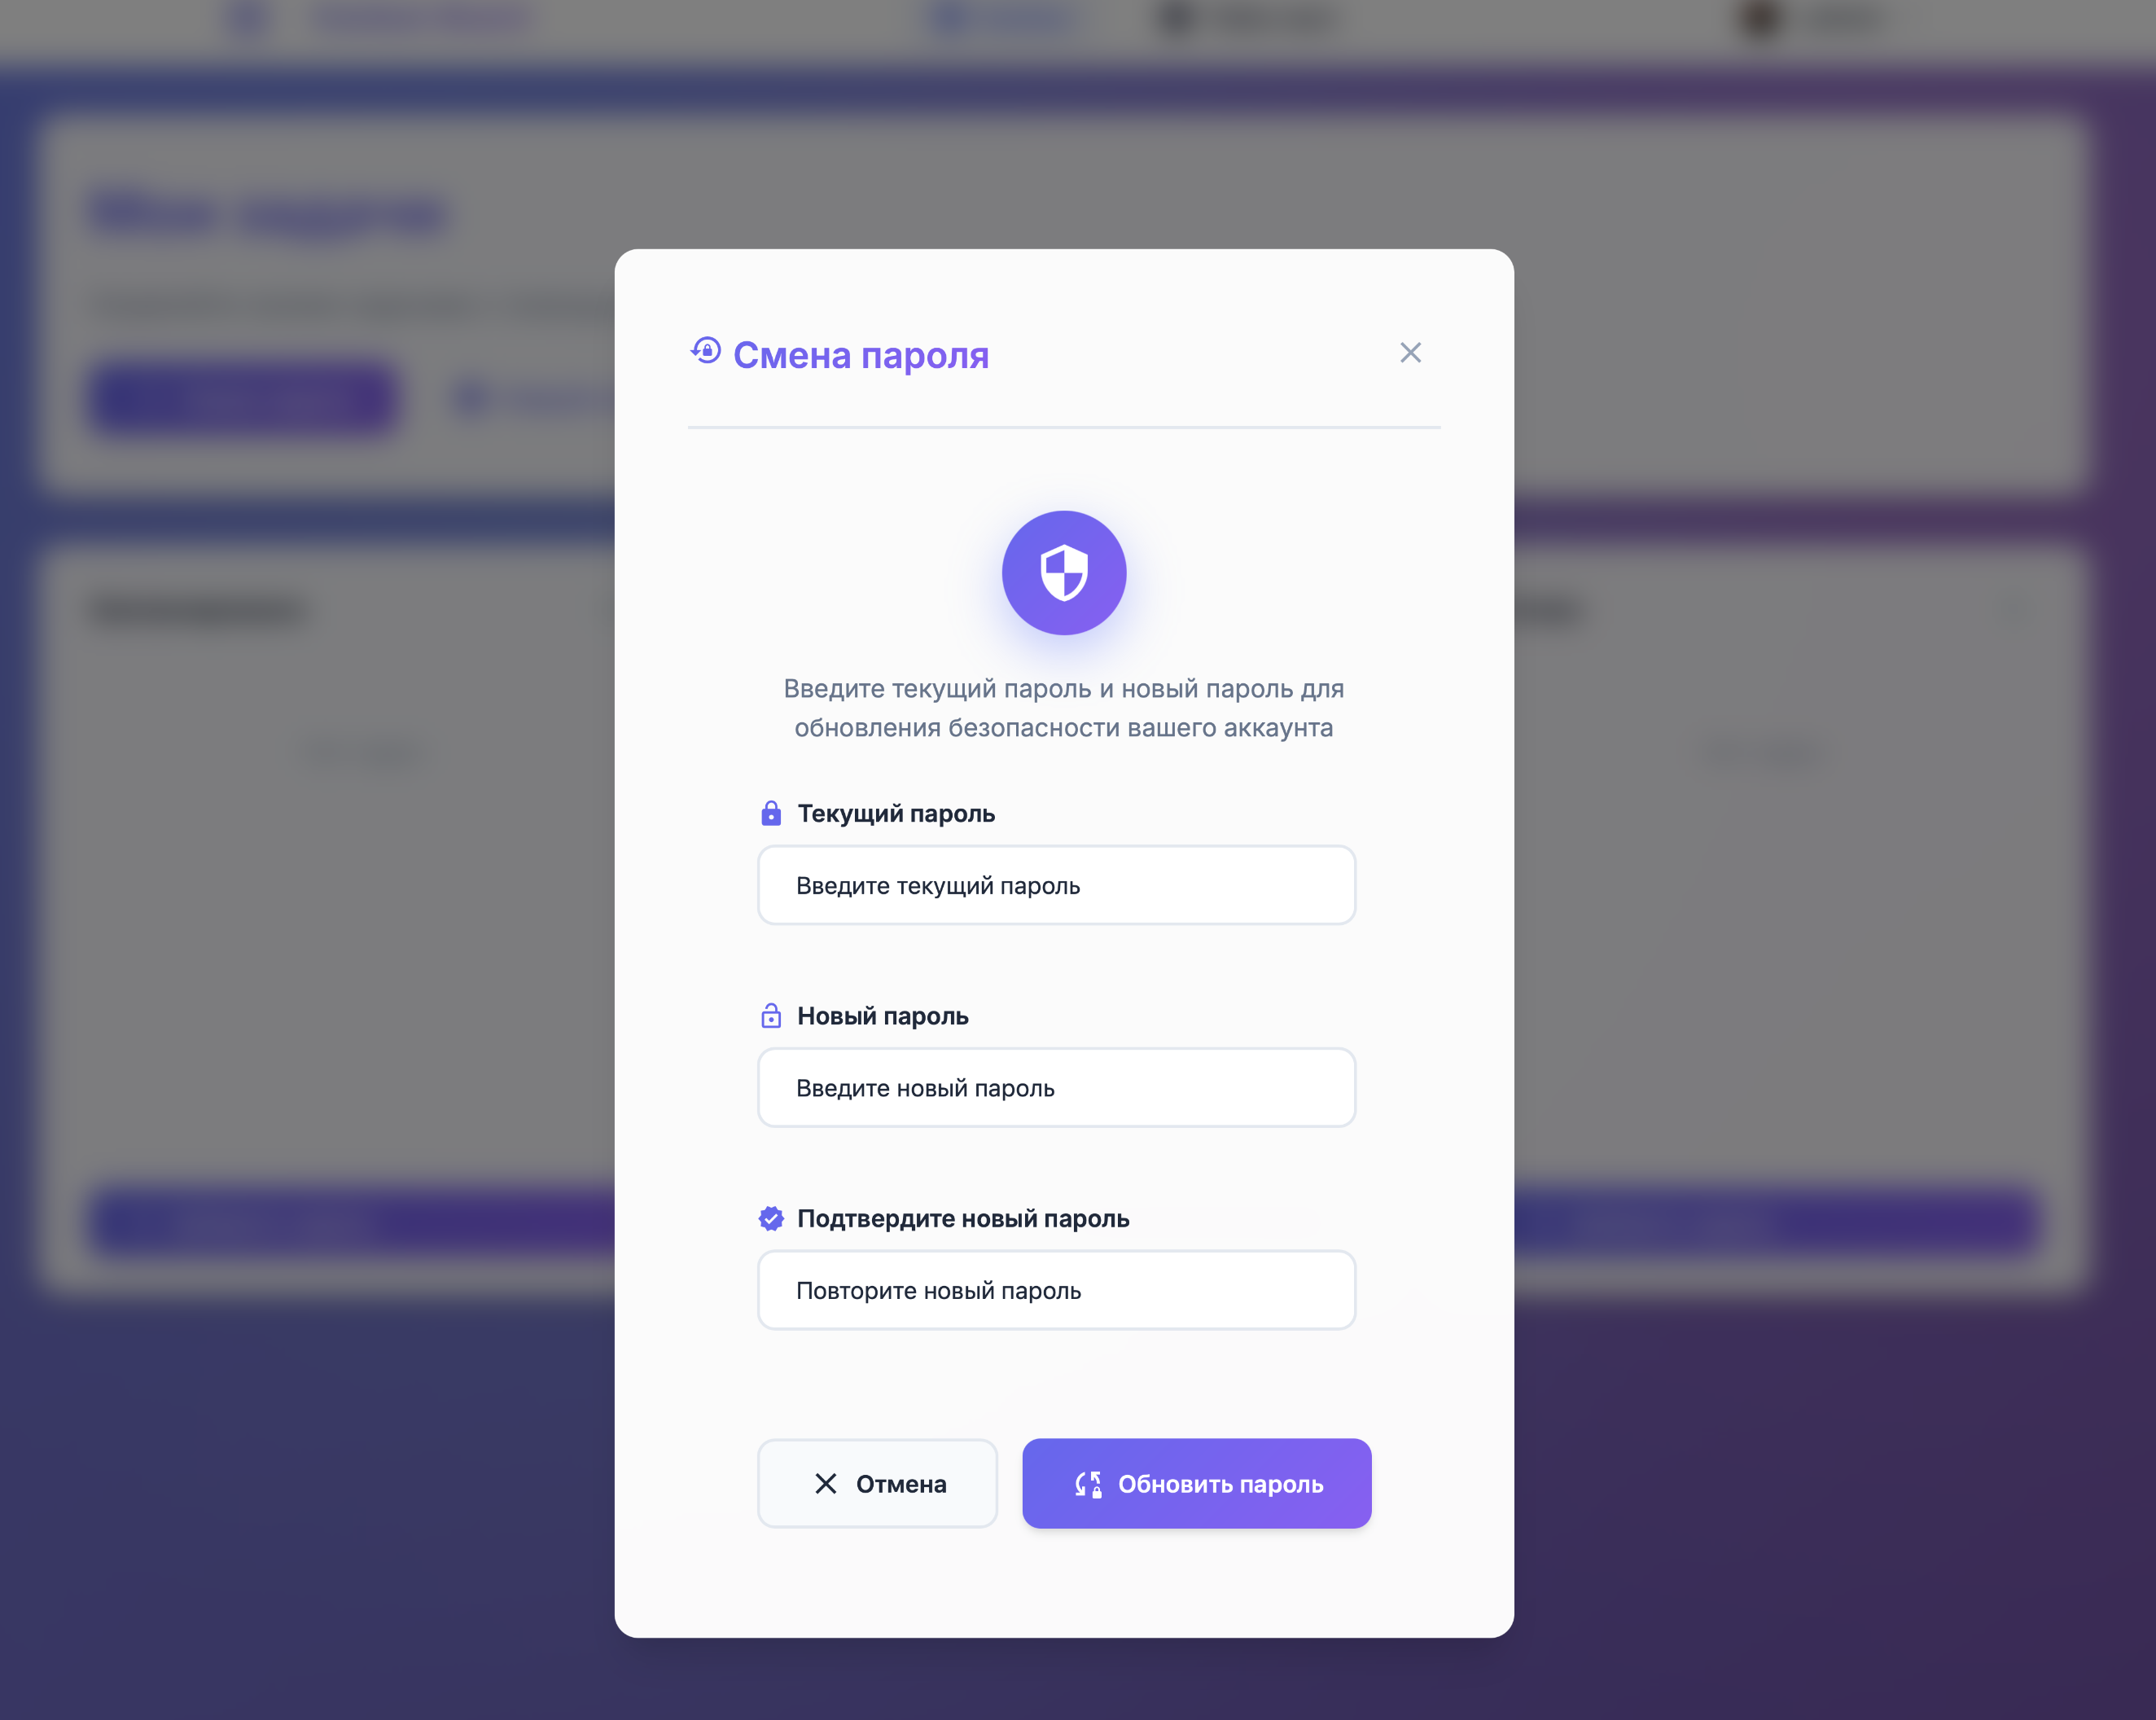 Смена пароля
Введите текущий пароль и новый пароль для
обновления безопасности вашего аккаунта
Текущий пароль
Введите текущий пароль
Новый пароль
Введите новый пароль
Подтвердите новый пароль
Повторите новый пароль
Отмена
Обновить пароль